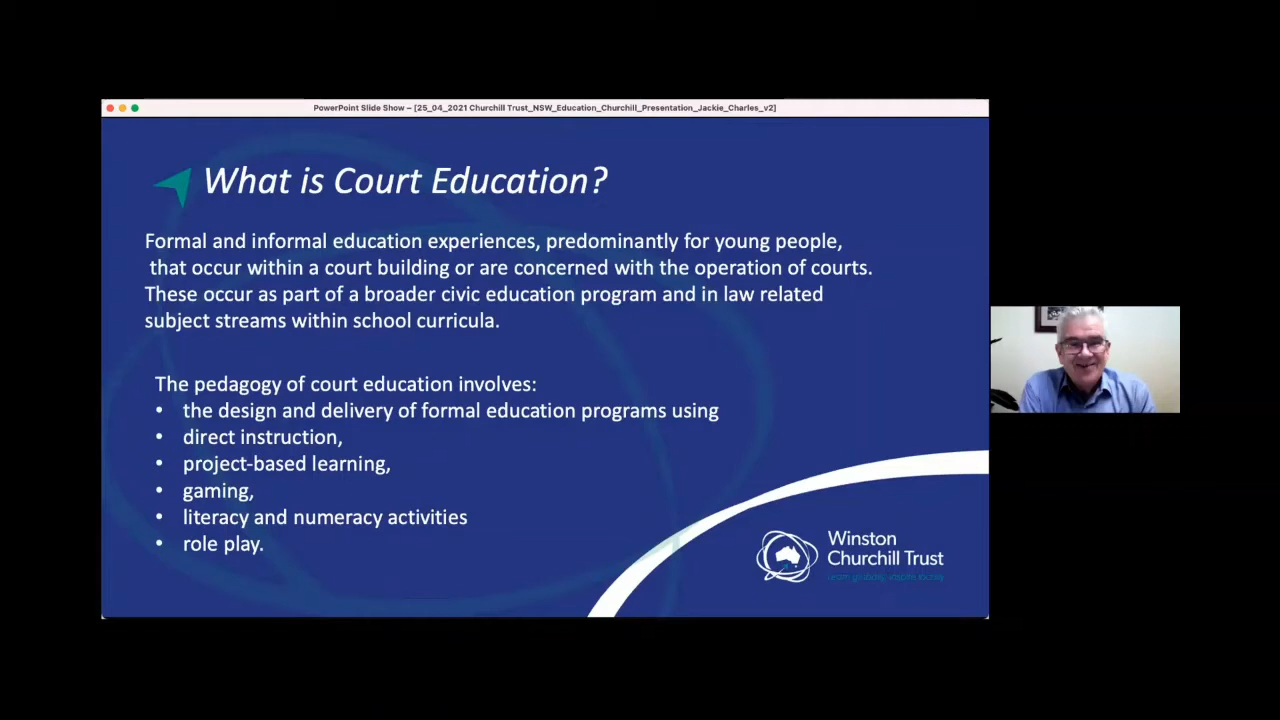 PowerPoint Slide Show – [25_04_2021 Churchill Trust_NSW_Education_Churchill_Presentation_Jackie_Charles_v2]
What is Court Education?
Formal and informal education experiences, predominantly for young people,
that occur within a court building or are concerned with the operation of courts.
These occur as part of a broader civic education program and in law related
subject streams within school curricula.
The pedagogy of court education involves:
• the design and delivery of formal education programs using
• direct instruction,
• project-based learning,
• gaming,
• literacy and numeracy activities
• role play.
Winston
Churchill Trust
learn globally, inspire locally